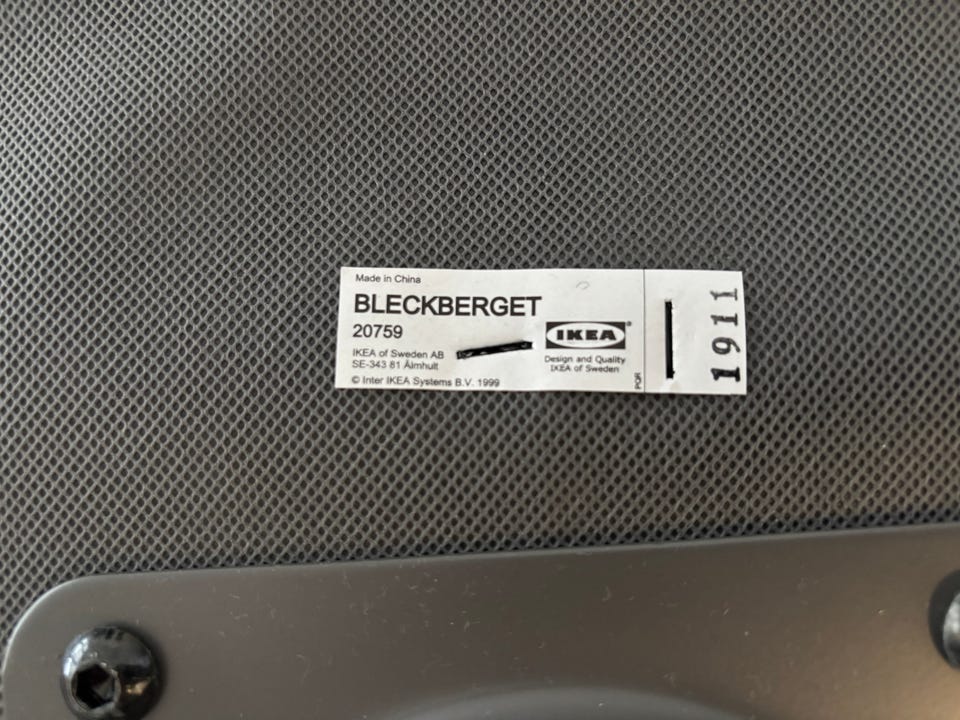 Made in China
BLECKBERGET
20759
IKEA of Sweden AB
SE-343 81 Älmhult
© Inter IKEA Systems B.V. 1999
IKEA®
Design and Quality
IKEA of Sweden
PQR
1911